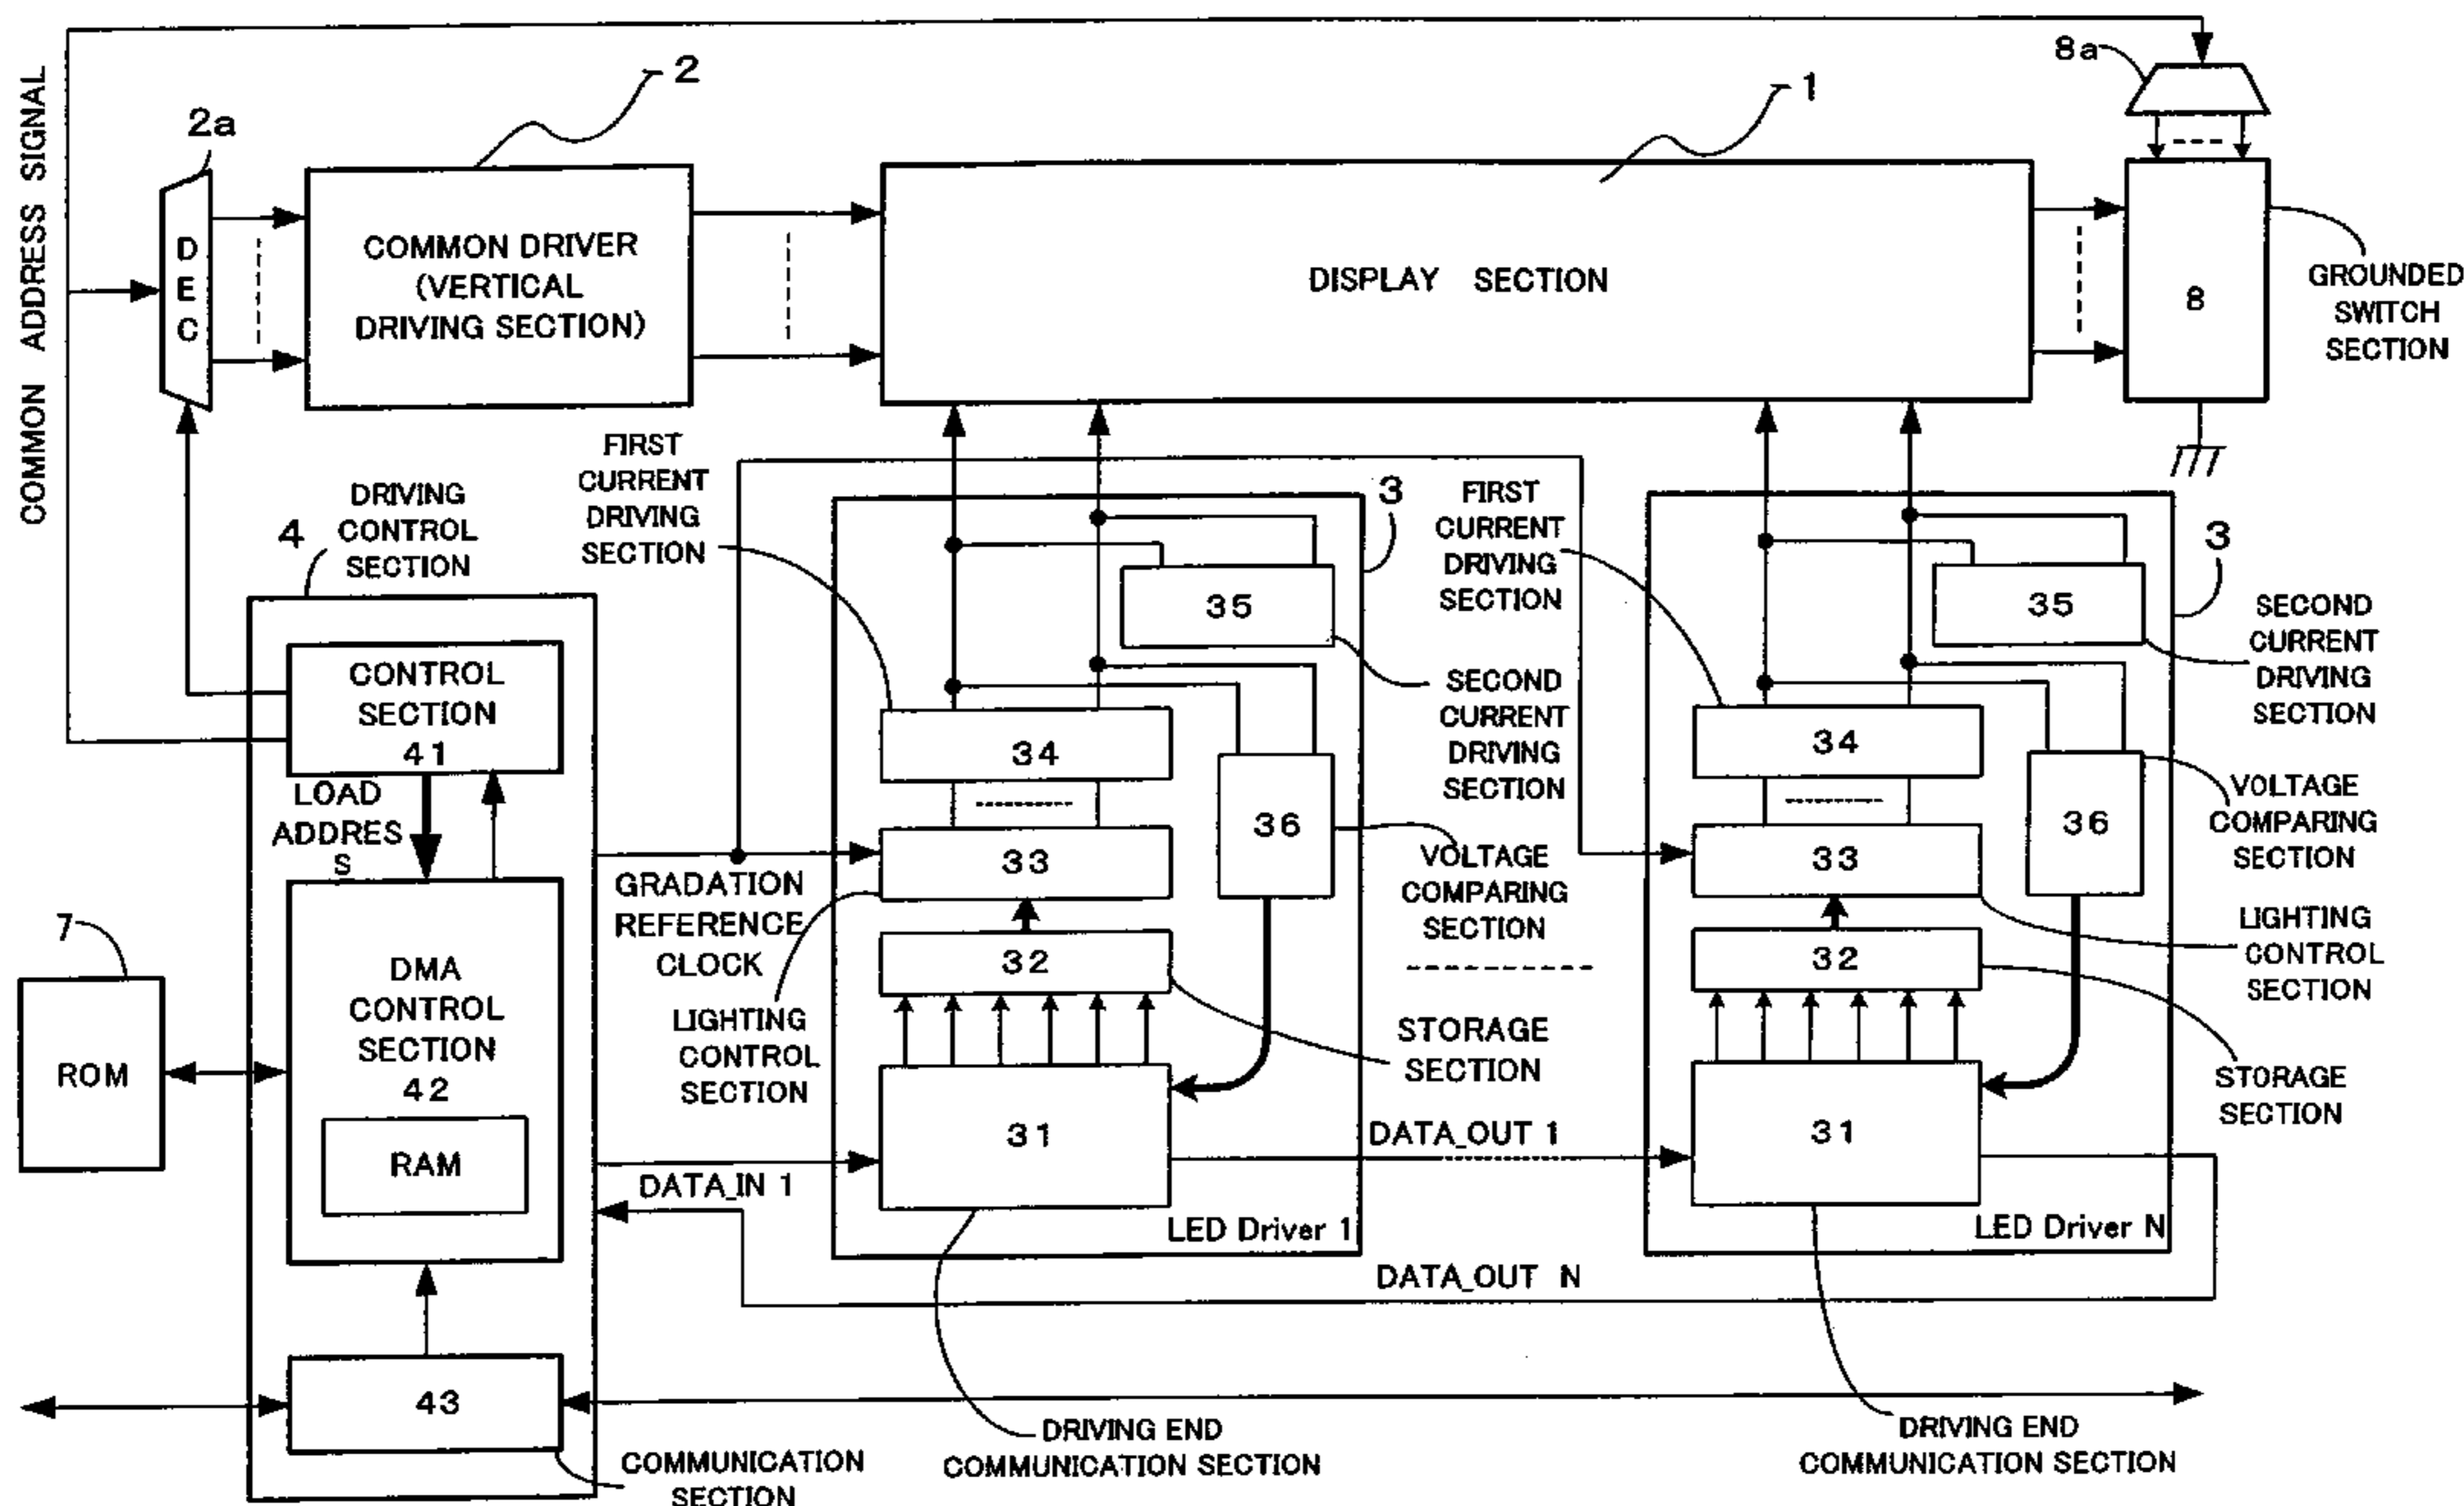 COMMON ADDRESS SIGNAL
2a
2
1
8a
D
E
C
COMMON DRIVER
(VERTICAL
DRIVING SECTION)
DISPLAY SECTION
8
GROUNDED
SWITCH
SECTION
4
DRIVING
CONTROL
SECTION
FIRST
CURRENT
DRIVING
SECTION
CONTROL
SECTION
41
LOAD
ADDRES
S
DMA
CONTROL
SECTION
42
RAM
7
ROM
43
COMMUNICATION
SECTION
GRADATION
REFERENCE
CLOCK
LIGHTING
CONTROL
SECTION
DATA_IN 1
3
35
34
36
33
32
31
LED Driver 1
SECOND
CURRENT
DRIVING
SECTION
VOLTAGE
COMPARING
SECTION
STORAGE
SECTION
DATA_OUT 1
DATA_OUT N
DRIVING END
COMMUNICATION SECTION
FIRST
CURRENT
DRIVING
SECTION
3
35
34
36
33
32
31
LED Driver N
SECOND
CURRENT
DRIVING
SECTION
VOLTAGE
COMPARING
SECTION
LIGHTING
CONTROL
SECTION
STORAGE
SECTION
DRIVING END
COMMUNICATION SECTION